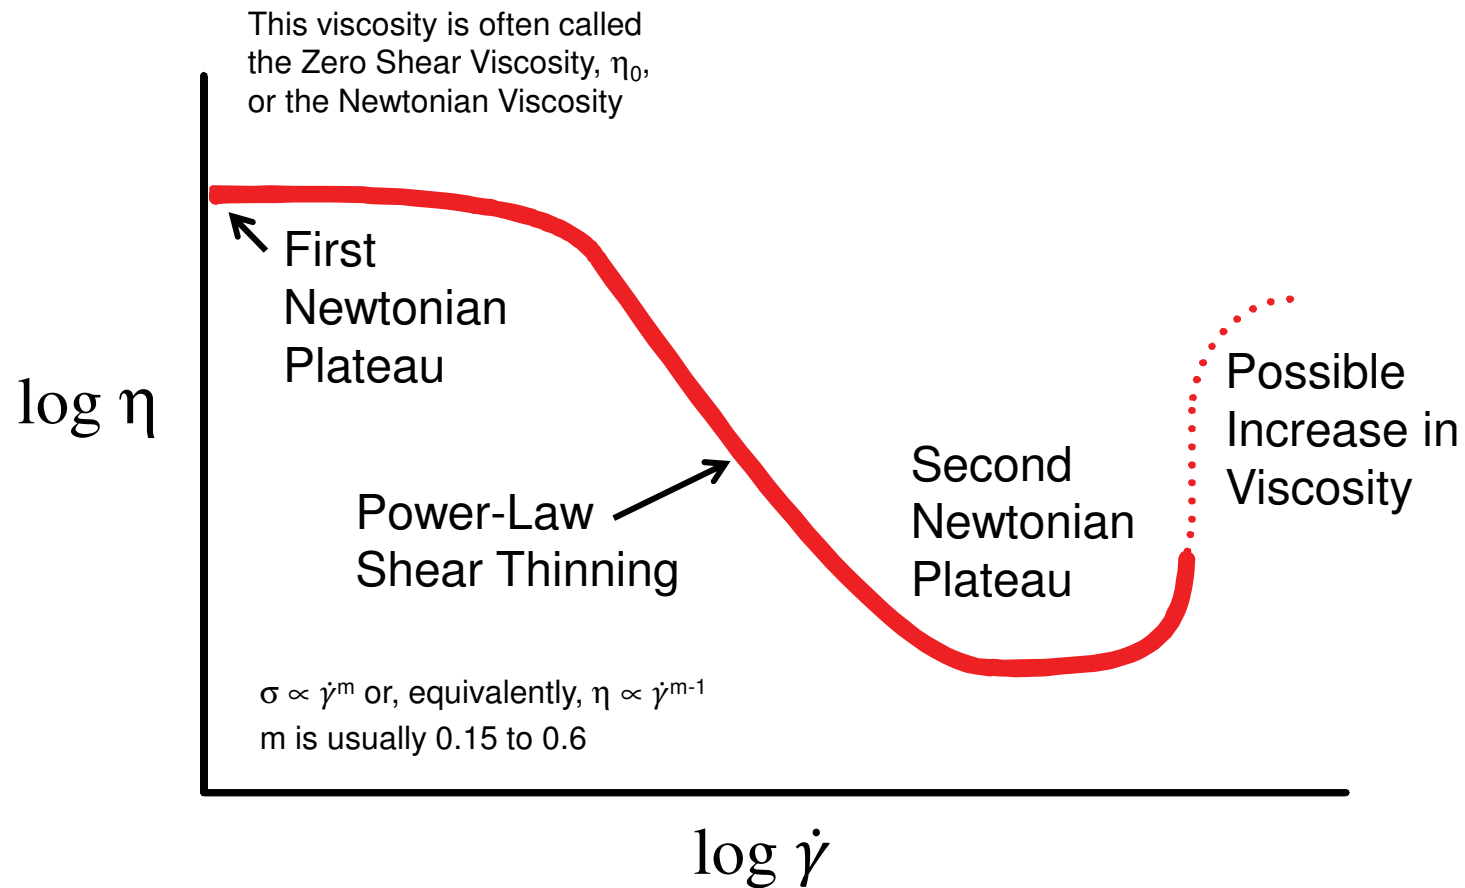 This viscosity is often called
the Zero Shear Viscosity, η₀,
or the Newtonian Viscosity
First
Newtonian
Plateau
log η
Power-Law
Shear Thinning
Second
Newtonian
Plateau
Possible
Increase in
Viscosity
σ ∝ γ̇ᵐ or, equivalently, η ∝ γ̇ᵐ⁻¹
m is usually 0.15 to 0.6
log γ̇